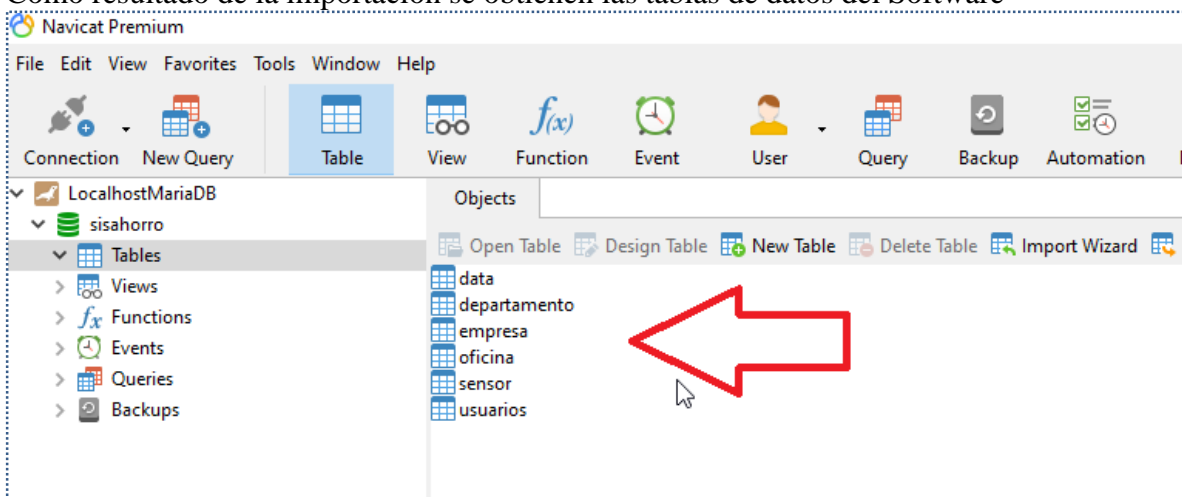 Como resultado de la importación se obtienen las tablas de datos del Software
Navicat Premium
File Edit View Favorites Tools Window Help
Connection New Query Table View Function Event User Query Backup Automation
LocalhostMariaDB
sisahorro
Tables
Views
Functions
Events
Queries
Backups
Objects
Open Table Design Table New Table Delete Table Import Wizard
data
departamento
empresa
oficina
sensor
usuarios